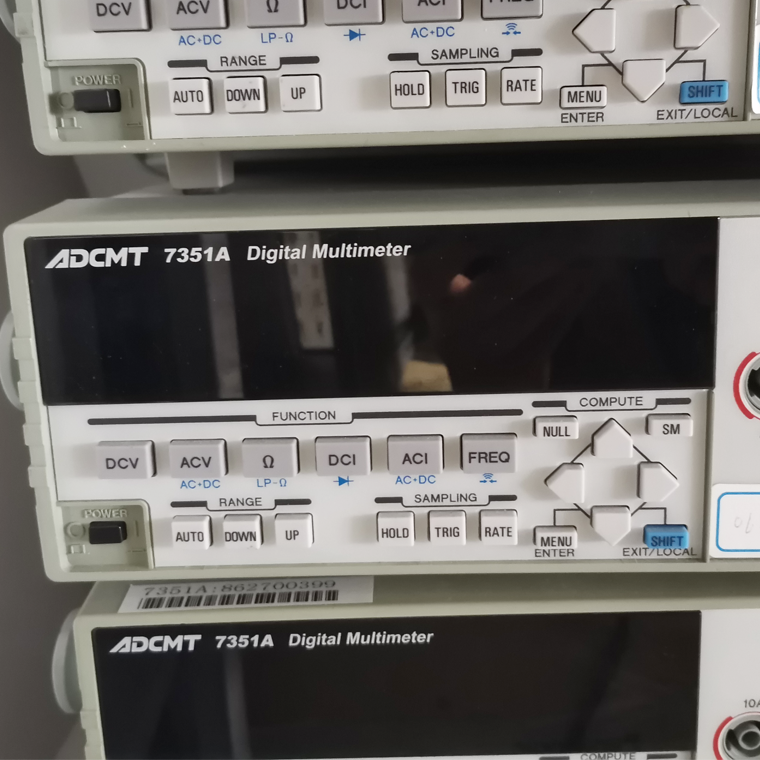 DCV ACV Ω DCI ACI FREQ
AC+DC LP-Ω AC+DC
RANGE SAMPLING
POWER
AUTO DOWN UP HOLD TRIG RATE MENU SHIFT
ENTER EXIT/LOCAL
ADCMT 7351A Digital Multimeter
FUNCTION COMPUTE
NULL SM
DCV ACV Ω DCI ACI FREQ
AC+DC LP-Ω AC+DC
RANGE SAMPLING
POWER
AUTO DOWN UP HOLD TRIG RATE MENU SHIFT
ENTER EXIT/LOCAL
7351A:862700399
ADCMT 7351A Digital Multimeter
10A
COMPUTE